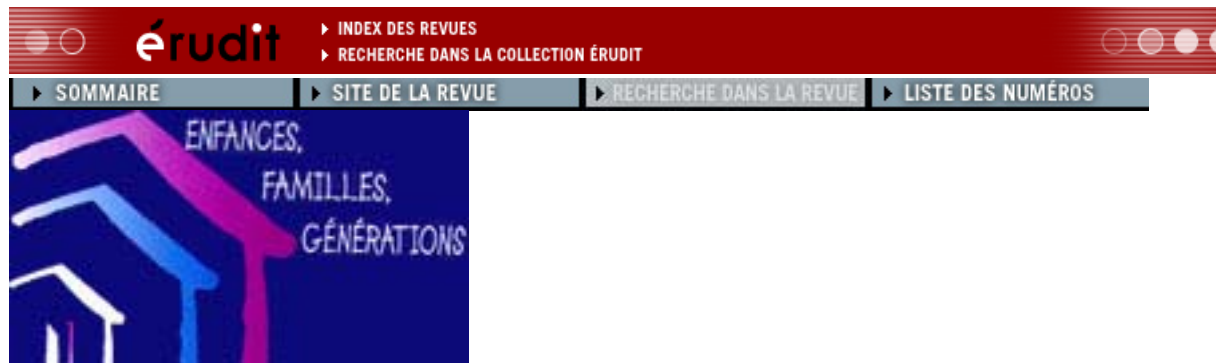 érudit
INDEX DES REVUES
RECHERCHE DANS LA COLLECTION ÉRUDIT
SOMMAIRE
SITE DE LA REVUE
RECHERCHE DANS LA REVUE
LISTE DES NUMÉROS
ENFANCES,
FAMILLES,
GÉNÉRATIONS